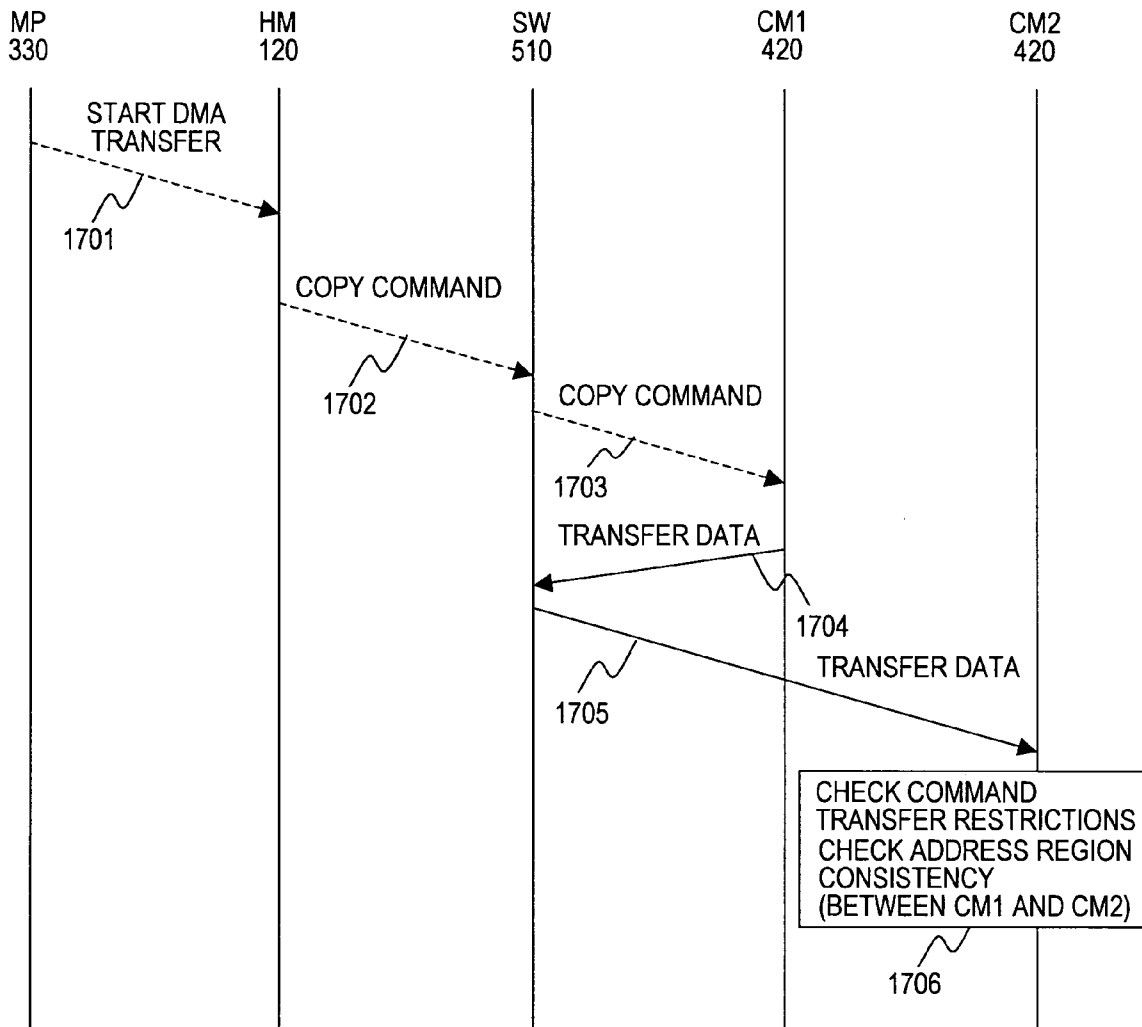 MP HM SW CM1 CM2
330 120 510 420 420
START DMA
TRANSFER
1701
COPY COMMAND
1702
COPY COMMAND
1703
TRANSFER DATA
1704
TRANSFER DATA
1705
CHECK COMMAND
TRANSFER RESTRICTIONS
CHECK ADDRESS REGION
CONSISTENCY
(BETWEEN CM1 AND CM2)
1706